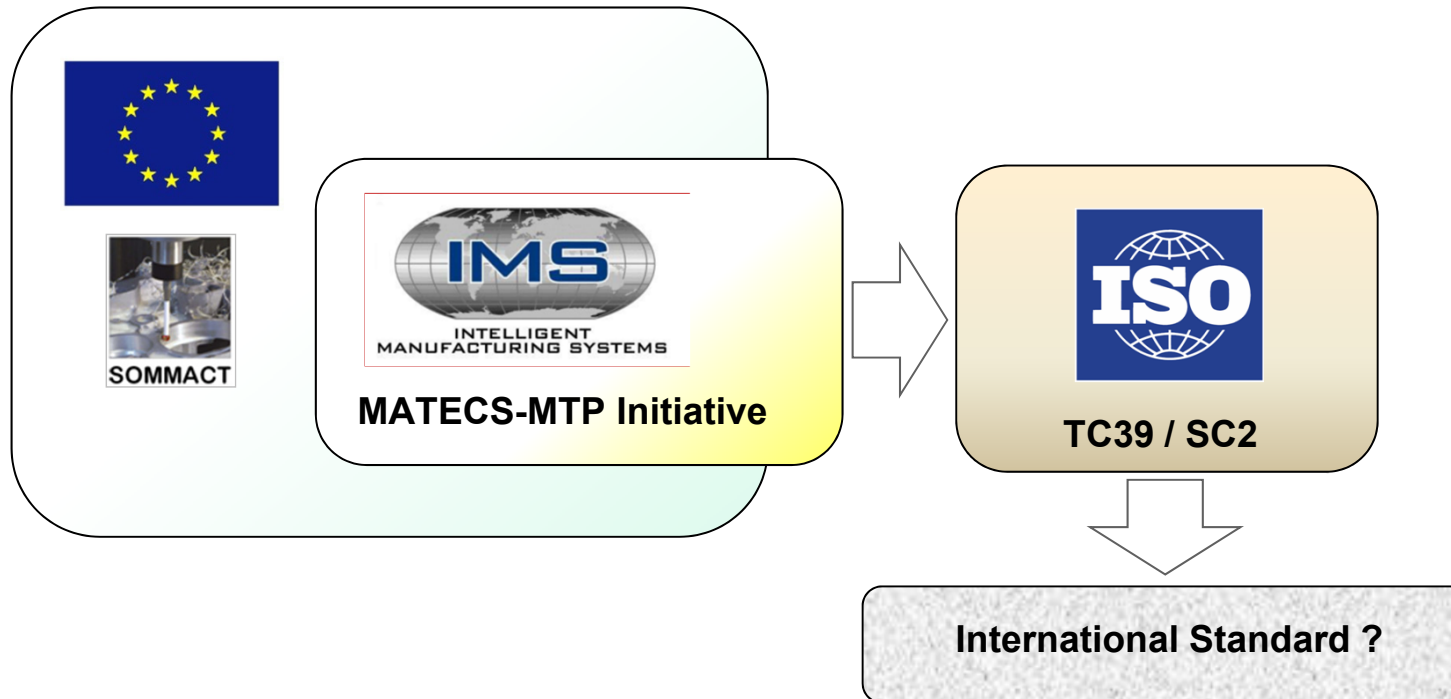 SOMMACT
IMS
INTELLIGENT
MANUFACTURING SYSTEMS
MATECS-MTP Initiative
ISO
TC39 / SC2
International Standard ?